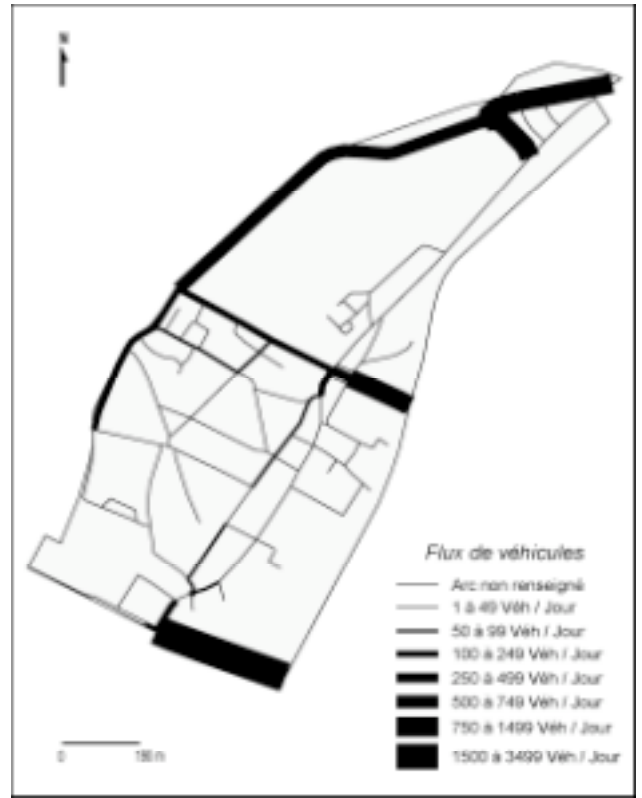 N
Flux de véhicules
Arc non renseigné
1 à 49 Véh / Jour
50 à 99 Véh / Jour
100 à 249 Véh / Jour
250 à 499 Véh / Jour
500 à 749 Véh / Jour
750 à 1499 Véh / Jour
1500 à 3499 Véh / Jour
0